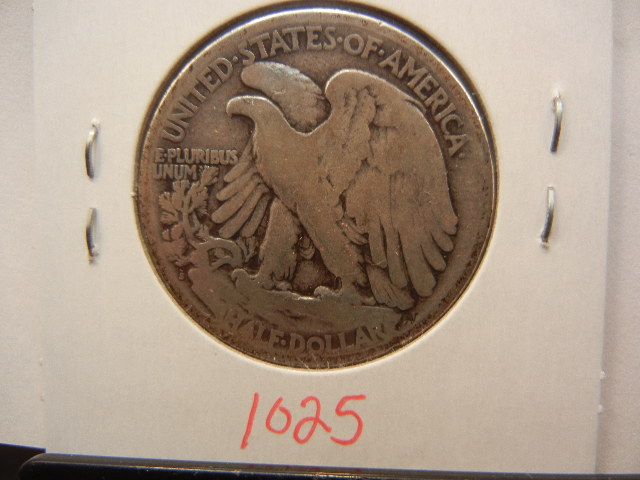 UNITED·STATES·OF·AMERICA
E·PLURIBUS
UNUM
HALF·DOLLAR
1025